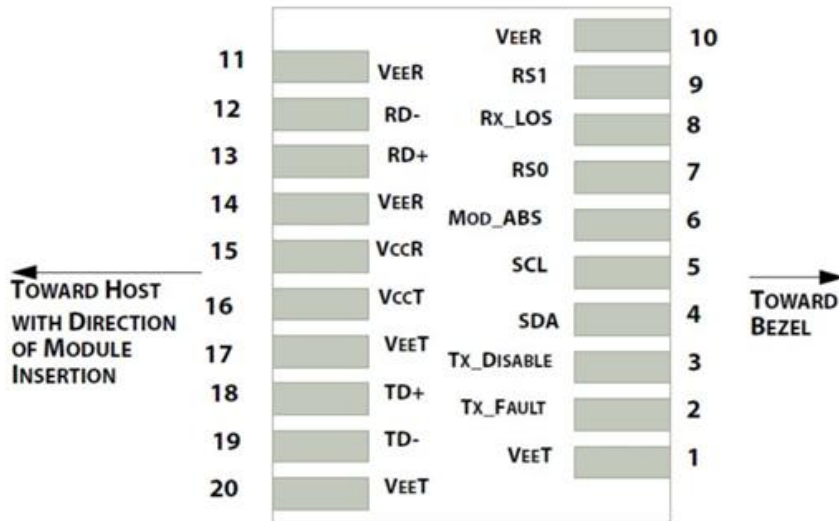 11 VEER
12 RD-
13 RD+
14 VEER
15 VCCR
16 VCCT
17 VEET
18 TD+
19 TD-
20 VEET
VEER 10
RS1 9
RX_LOS 8
RS0 7
MOD_ABS 6
SCL 5
SDA 4
TX_DISABLE 3
TX_FAULT 2
VEET 1
TOWARD HOST
WITH DIRECTION
OF MODULE
INSERTION
TOWARD
BEZEL